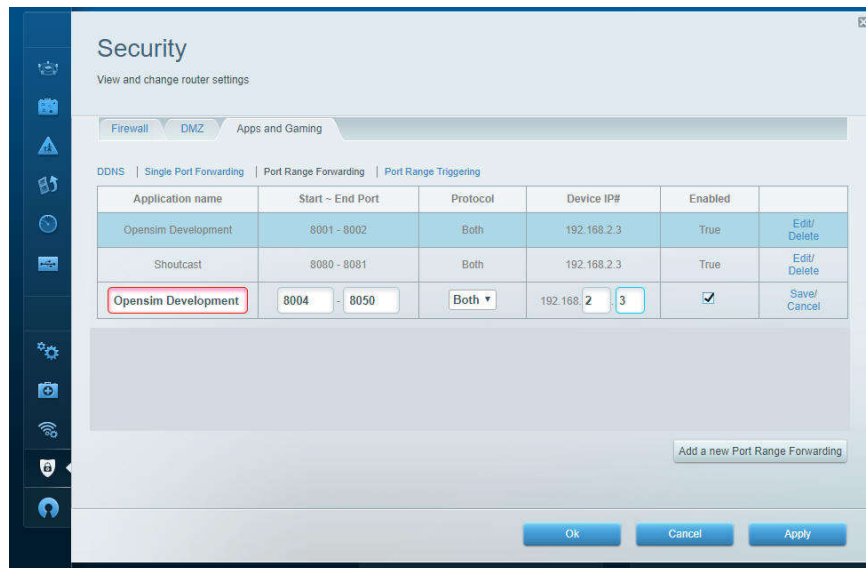 Security
View and change router settings
Firewall DMZ Apps and Gaming
DDNS | Single Port Forwarding | Port Range Forwarding | Port Range Triggering
Application name Start ~ End Port Protocol Device IP# Enabled
Opensim Development 8001 - 8002 Both 192.168.2.3 True Edit/
Delete
Shoutcast 8080 - 8081 Both 192.168.2.3 True Edit/
Delete
Opensim Development 8004 - 8050 Both 192.168. 2 . 3 Save/
Cancel
Add a new Port Range Forwarding
Ok Cancel Apply